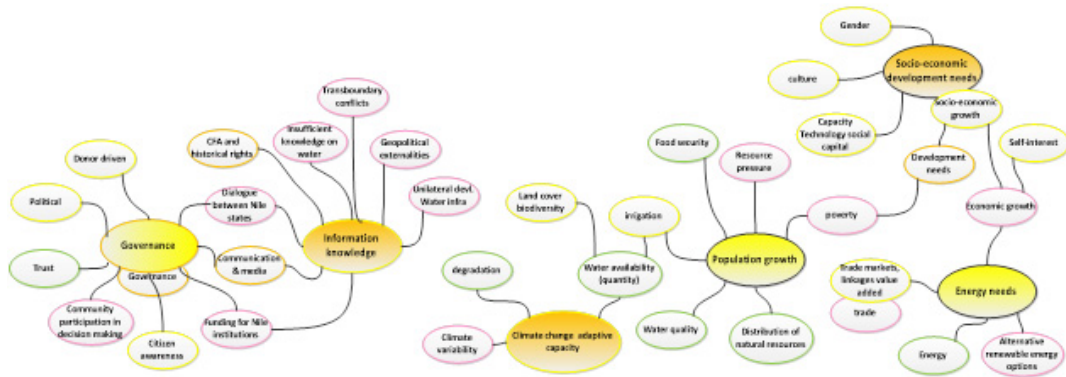 Gender
Socio-economic
development needs
culture
Socio-economic
growth
Capacity
Technology social
capital
Self-interest
Development
needs
Economic growth
poverty
Food security
Resource
pressure
Land cover
biodiversity
irrigation
Population growth
Water availability
(quantity)
Water quality
Distribution of
natural resources
degradation
Climate change adaptive
capacity
Climate
variability
Trade markets,
linkages value
added
trade
Energy needs
Energy
Alternative
renewable energy
options
Transboundary
conflicts
Insufficient
knowledge on
water
CFA and
historical rights
Geopolitical
enternalities
Unilateral devl.
Water infra
Information
knowledge
Donor driven
Dialogue
between Nile
states
Political
Governance
Communication
& media
Trust
Governance
Community
participation in
decision making
Funding for Nile
institutions
Citizen
awareness